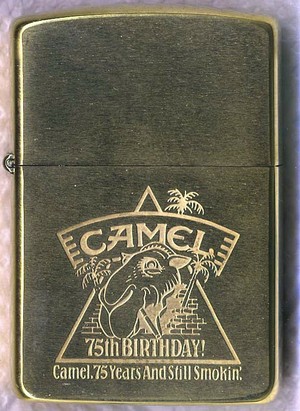 CAMEL
75th BIRTHDAY!
Camel. 75 Years And Still Smokin'.